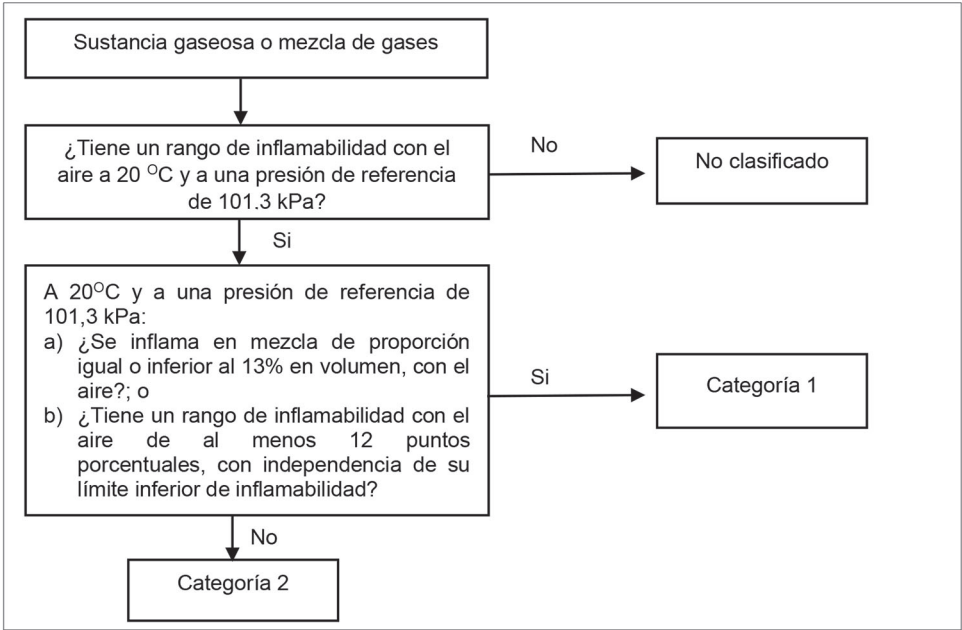 Sustancia gaseosa o mezcla de gases
¿Tiene un rango de inflamabilidad con el
aire a 20 ᴼC y a una presión de referencia
de 101.3 kPa?
No
No clasificado
Si
A 20ᴼC y a una presión de referencia de
101,3 kPa:
a) ¿Se inflama en mezcla de proporción
igual o inferior al 13% en volumen, con el
aire?; o
b) ¿Tiene un rango de inflamabilidad con el
aire de al menos 12 puntos
porcentuales, con independencia de su
límite inferior de inflamabilidad?
Si
Categoría 1
No
Categoría 2